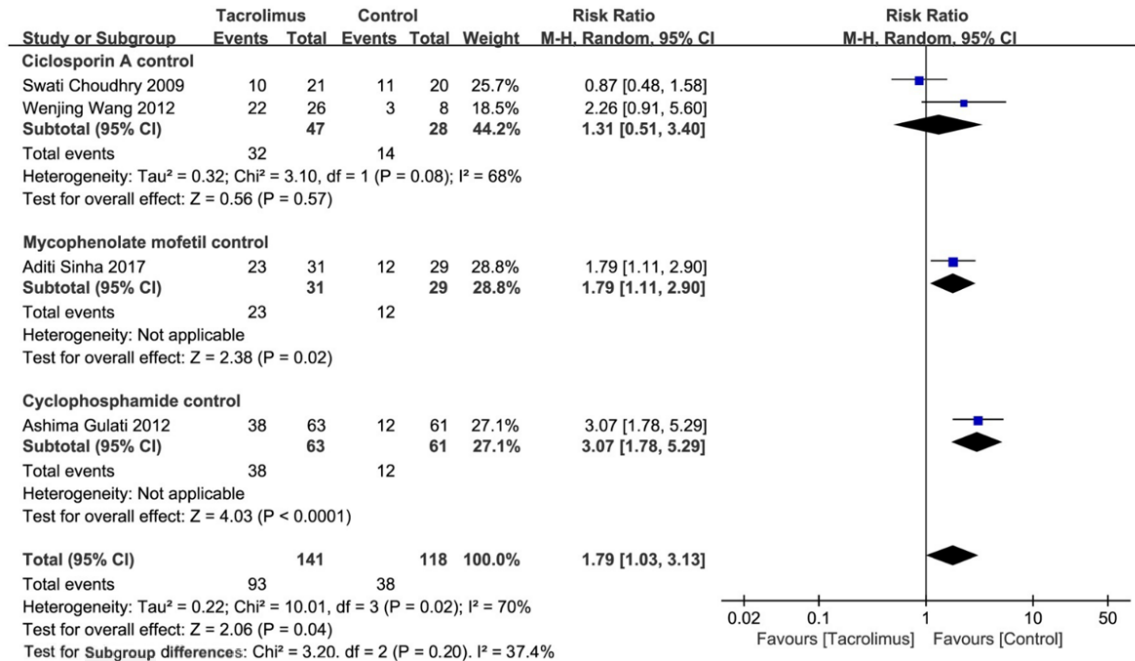 Tacrolimus Control Risk Ratio Risk Ratio
Study or Subgroup Events Total Events Total Weight M-H, Random, 95% CI M-H, Random, 95% CI
Ciclosporin A control
Swati Choudhry 2009 10 21 11 20 25.7% 0.87 [0.48, 1.58]
Wenjing Wang 2012 22 26 3 8 18.5% 2.26 [0.91, 5.60]
Subtotal (95% CI) 47 28 44.2% 1.31 [0.51, 3.40]
Total events 32 14
Heterogeneity: Tau² = 0.32; Chi² = 3.10, df = 1 (P = 0.08); I² = 68%
Test for overall effect: Z = 0.56 (P = 0.57)
Mycophenolate mofetil control
Aditi Sinha 2017 23 31 12 29 28.8% 1.79 [1.11, 2.90]
Subtotal (95% CI) 31 29 28.8% 1.79 [1.11, 2.90]
Total events 23 12
Heterogeneity: Not applicable
Test for overall effect: Z = 2.38 (P = 0.02)
Cyclophosphamide control
Ashima Gulati 2012 38 63 12 61 27.1% 3.07 [1.78, 5.29]
Subtotal (95% CI) 63 61 27.1% 3.07 [1.78, 5.29]
Total events 38 12
Heterogeneity: Not applicable
Test for overall effect: Z = 4.03 (P < 0.0001)
Total (95% CI) 141 118 100.0% 1.79 [1.03, 3.13]
Total events 93 38
Heterogeneity: Tau² = 0.22; Chi² = 10.01, df = 3 (P = 0.02); I² = 70%
Test for overall effect: Z = 2.06 (P = 0.04)
Test for Subgroup differences: Chi² = 3.20. df = 2 (P = 0.20). I² = 37.4%
0.02 0.1 1 10 50
Favours [Tacrolimus] Favours [Control]